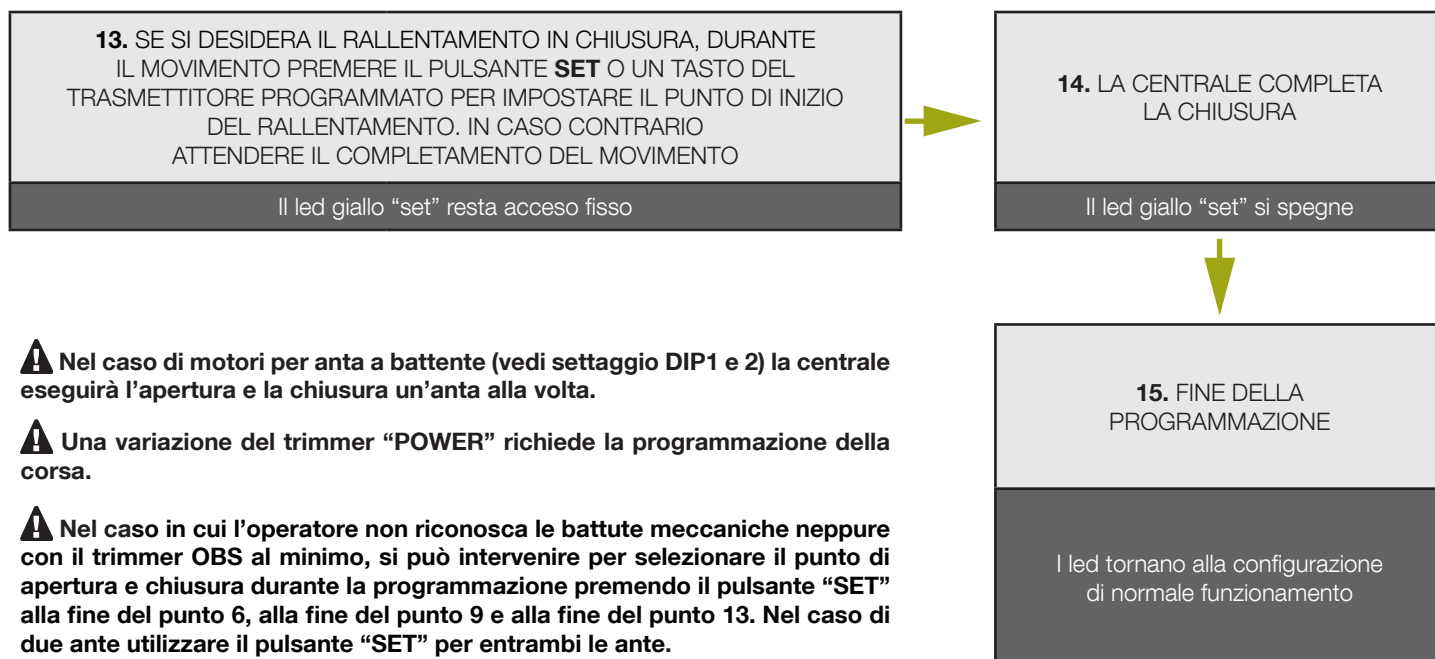 13. SE SI DESIDERA IL RALLENTAMENTO IN CHIUSURA, DURANTE
IL MOVIMENTO PREMERE IL PULSANTE SET O UN TASTO DEL
TRASMETTITORE PROGRAMMATO PER IMPOSTARE IL PUNTO DI INIZIO
DEL RALLENTAMENTO. IN CASO CONTRARIO
ATTENDERE IL COMPLETAMENTO DEL MOVIMENTO
Il led giallo “set” resta acceso fisso
14. LA CENTRALE COMPLETA
LA CHIUSURA
Il led giallo “set” si spegne
15. FINE DELLA
PROGRAMMAZIONE
I led tornano alla configurazione
di normale funzionamento
Nel caso di motori per anta a battente (vedi settaggio DIP1 e 2) la centrale
eseguirà l’apertura e la chiusura un’anta alla volta.
Una variazione del trimmer “POWER” richiede la programmazione della
corsa.
Nel caso in cui l’operatore non riconosca le battute meccaniche neppure
con il trimmer OBS al minimo, si può intervenire per selezionare il punto di
apertura e chiusura durante la programmazione premendo il pulsante “SET”
alla fine del punto 6, alla fine del punto 9 e alla fine del punto 13. Nel caso di
due ante utilizzare il pulsante “SET” per entrambi le ante.